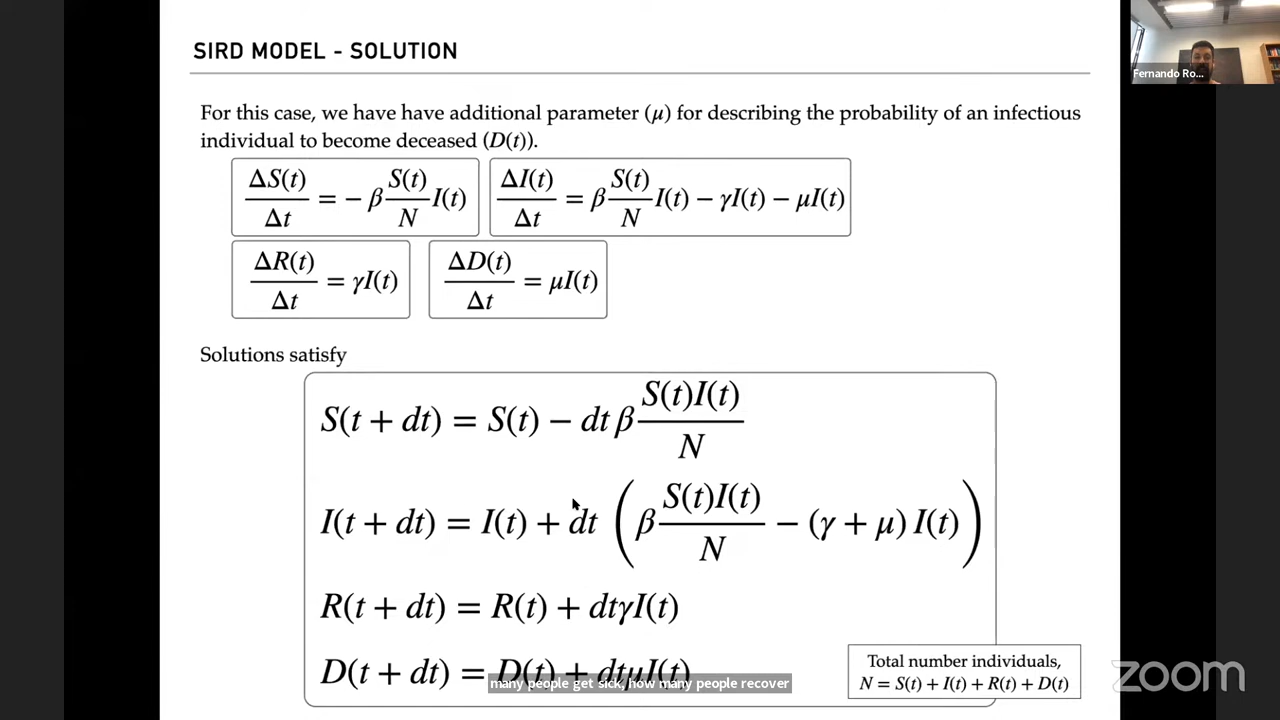 SIRD MODEL - SOLUTION
Fernando Ro...
For this case, we have have additional parameter (μ) for describing the probability of an infectious
individual to become deceased (D(t)).
ΔS(t)/Δt = − β S(t)/N I(t)
ΔI(t)/Δt = β S(t)/N I(t) − γI(t) − μI(t)
ΔR(t)/Δt = γI(t)
ΔD(t)/Δt = μI(t)
Solutions satisfy
S(t + dt) = S(t) − dt β S(t)I(t)/N
I(t + dt) = I(t) + dt (β S(t)I(t)/N − (γ + μ) I(t))
R(t + dt) = R(t) + dtγI(t)
D(t + dt) = D(t) + dtμI(t)
many people get sick, how many people recover
Total number individuals,
N = S(t) + I(t) + R(t) + D(t)
zoom